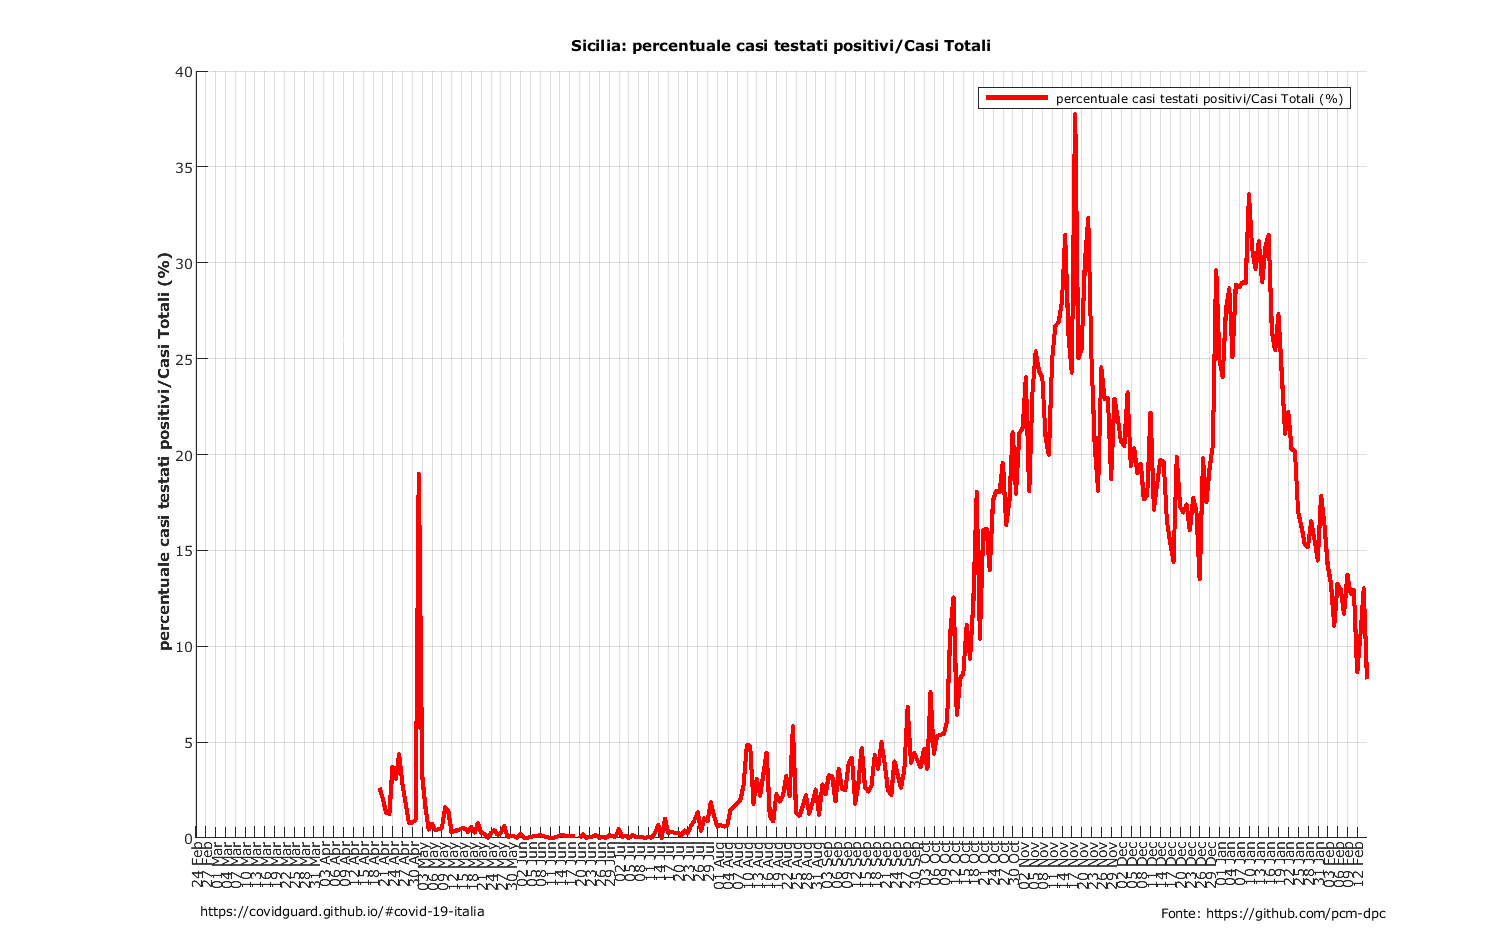 Sicilia: percentuale casi testati positivi/Casi Totali
percentuale casi testati positivi/Casi Totali (%)
percentuale casi testati positivi/Casi Totali (%)
40
35
30
25
20
15
10
5
0
24 Feb
27 Feb
01 Mar
04 Mar
07 Mar
10 Mar
13 Mar
16 Mar
19 Mar
22 Mar
25 Mar
28 Mar
31 Mar
03 Apr
06 Apr
09 Apr
12 Apr
15 Apr
18 Apr
21 Apr
24 Apr
27 Apr
30 Apr
03 May
06 May
09 May
12 May
15 May
18 May
21 May
24 May
27 May
30 May
02 Jun
05 Jun
08 Jun
11 Jun
14 Jun
17 Jun
20 Jun
23 Jun
26 Jun
29 Jun
02 Jul
05 Jul
08 Jul
11 Jul
14 Jul
17 Jul
20 Jul
23 Jul
26 Jul
29 Jul
01 Aug
04 Aug
07 Aug
10 Aug
13 Aug
16 Aug
19 Aug
22 Aug
25 Aug
28 Aug
31 Aug
03 Sep
06 Sep
09 Sep
12 Sep
15 Sep
18 Sep
21 Sep
24 Sep
27 Sep
30 Sep
03 Oct
06 Oct
09 Oct
12 Oct
15 Oct
18 Oct
21 Oct
24 Oct
27 Oct
30 Oct
02 Nov
05 Nov
08 Nov
11 Nov
14 Nov
17 Nov
20 Nov
23 Nov
26 Nov
29 Nov
02 Dec
05 Dec
08 Dec
11 Dec
14 Dec
17 Dec
20 Dec
23 Dec
26 Dec
29 Dec
01 Jan
04 Jan
07 Jan
10 Jan
13 Jan
16 Jan
19 Jan
22 Jan
25 Jan
28 Jan
31 Jan
03 Feb
06 Feb
09 Feb
12 Feb
https://covidguard.github.io/#covid-19-italia
Fonte: https://github.com/pcm-dpc